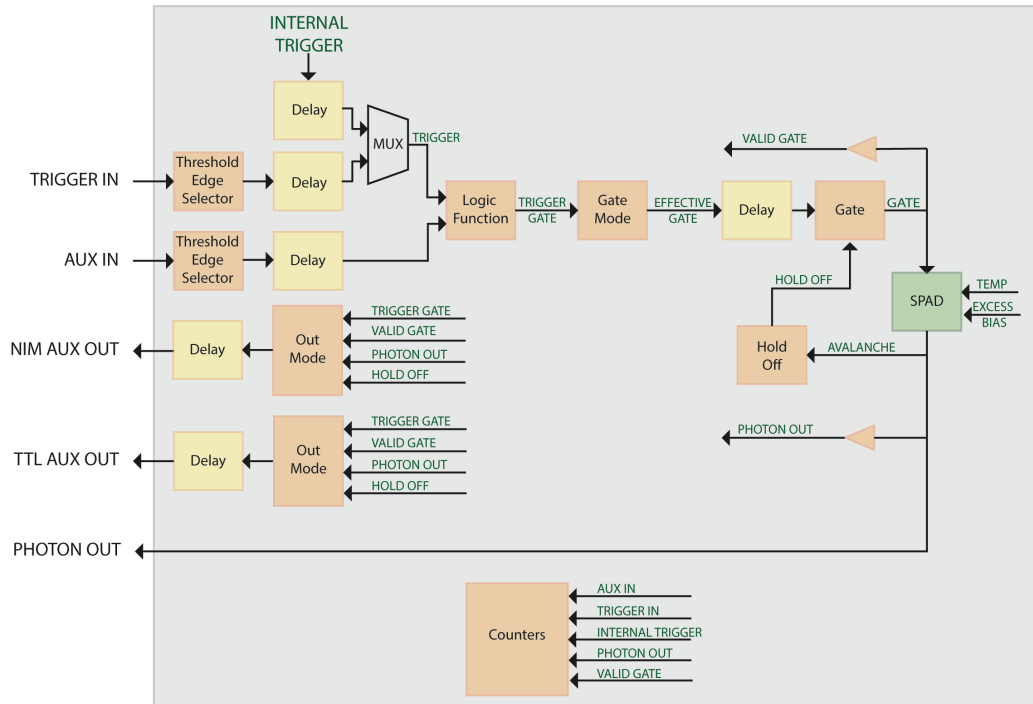 INTERNAL
TRIGGER
Delay
MUX
TRIGGER
VALID GATE
TRIGGER IN
Threshold
Edge
Selector
Delay
Logic
Function
TRIGGER
GATE
Gate
Mode
EFFECTIVE
GATE
Delay
Gate
GATE
AUX IN
Threshold
Edge
Selector
Delay
HOLD OFF
SPAD
TEMP
EXCESS
BIAS
NIM AUX OUT
Delay
Out
Mode
TRIGGER GATE
VALID GATE
PHOTON OUT
HOLD OFF
Hold
Off
AVALANCHE
TTL AUX OUT
Delay
Out
Mode
TRIGGER GATE
VALID GATE
PHOTON OUT
HOLD OFF
PHOTON OUT
PHOTON OUT
Counters
AUX IN
TRIGGER IN
INTERNAL TRIGGER
PHOTON OUT
VALID GATE